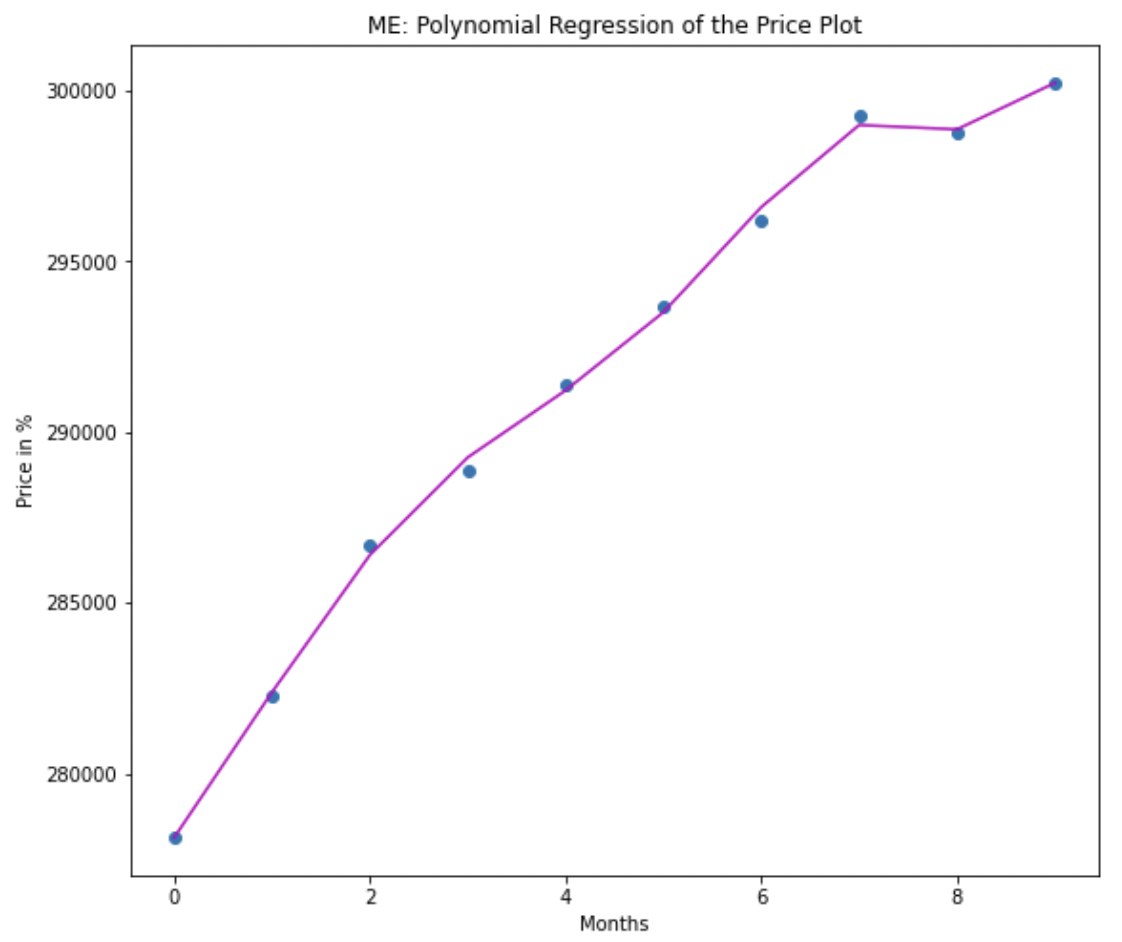 ME: Polynomial Regression of the Price Plot
300000
295000
290000
285000
280000
Price in %
0 2 4 6 8
Months